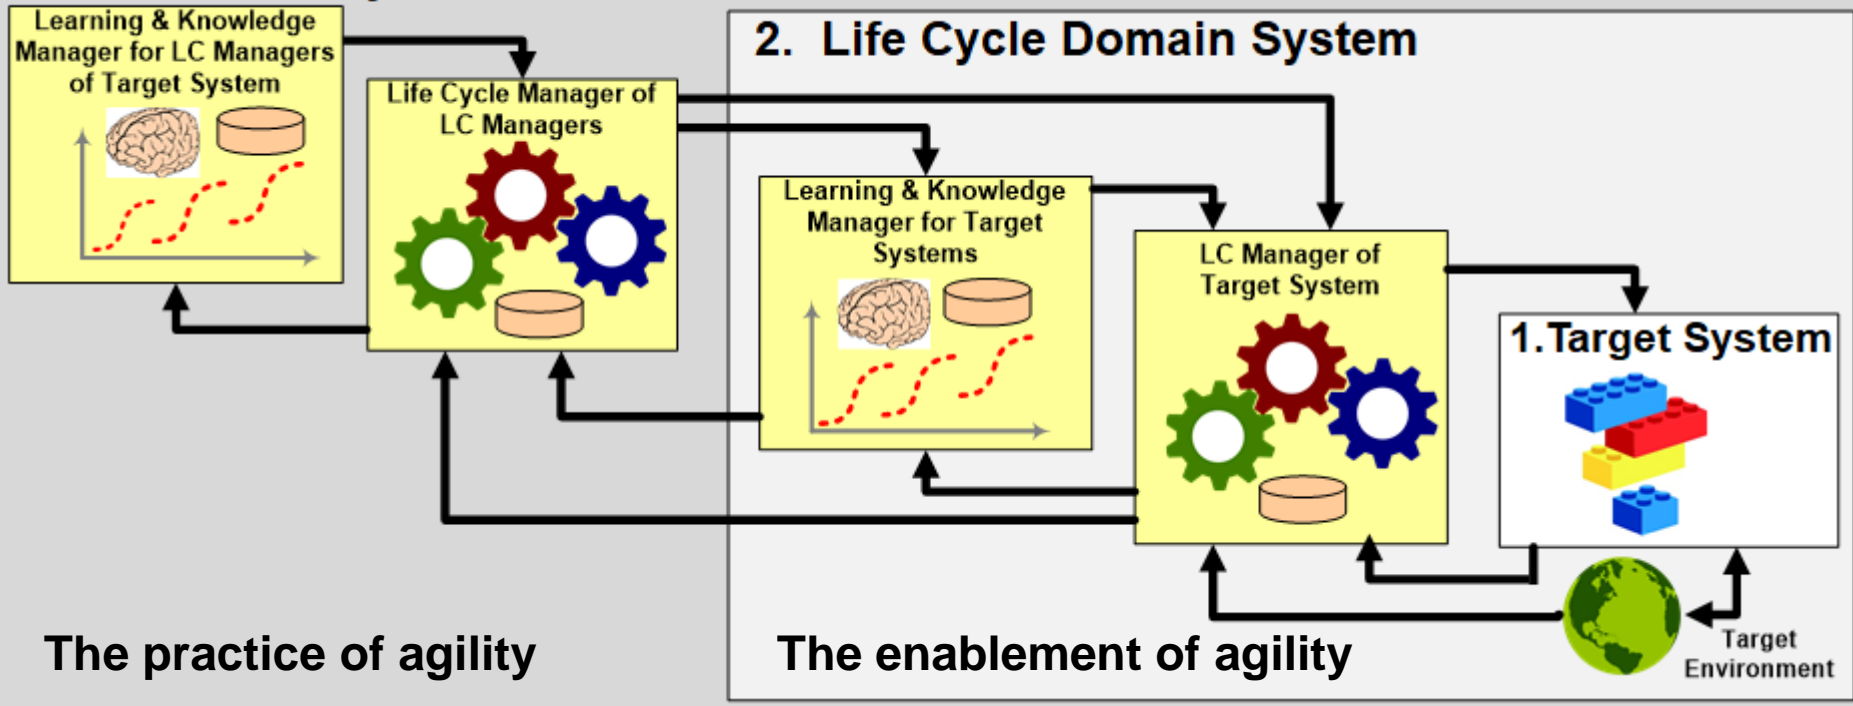 Learning & Knowledge
Manager for LC Managers
of Target System
Life Cycle Manager of
LC Managers
2. Life Cycle Domain System
Learning & Knowledge
Manager for Target
Systems
LC Manager of
Target System
1.Target System
Target
Environment
The practice of agility
The enablement of agility